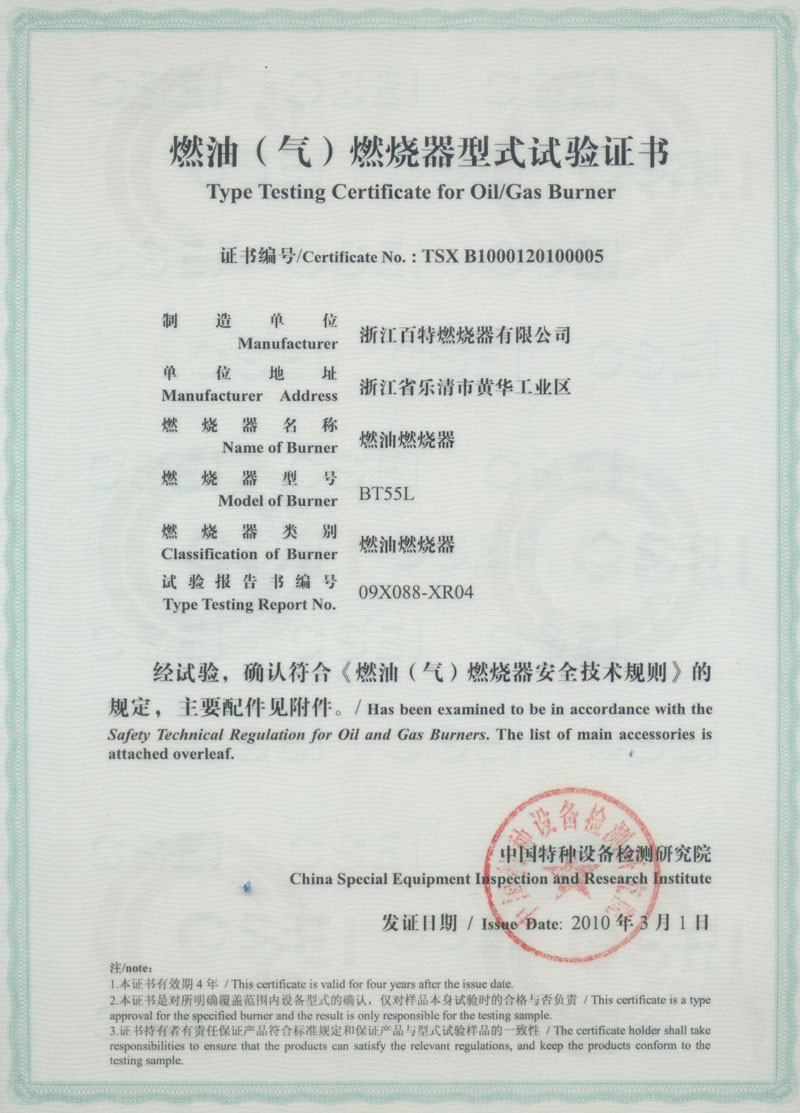 燃油（气）燃烧器型式试验证书
Type Testing Certificate for Oil/Gas Burner
证书编号/Certificate No. : TSX B1000120100005
制造单位
Manufacturer
浙江百特燃烧器有限公司
单位地址
Manufacturer Address
浙江省乐清市黄华工业区
燃烧器名称
Name of Burner
燃油燃烧器
燃烧器型号
Model of Burner
BT55L
燃烧器类别
Classification of Burner
燃油燃烧器
试验报告书编号
Type Testing Report No.
09X088-XR04
经试验，确认符合《燃油（气）燃烧器安全技术规则》的
规定，主要配件见附件。/ Has been examined to be in accordance with the
Safety Technical Regulation for Oil and Gas Burners. The list of main accessories is
attached overleaf.
中国特种设备检测研究院
China Special Equipment Inspection and Research Institute
发证日期 / Issue Date: 2010 年 3 月 1 日
中国特种设备检测研究院
注/note:
1.本证书有效期 4 年 / This certificate is valid for four years after the issue date.
2.本证书是对所明确覆盖范围内设备型式的确认，仅对样品本身试验时的合格与否负责 / This certificate is a type
approval for the specified burner and the result is only responsible for the testing sample.
3.证书持有者有责任保证产品符合标准规定和保证产品与型式试验样品的一致性 / The certificate holder shall take
responsibilities to ensure that the products can satisfy the relevant regulations, and keep the products conform to the
testing sample.